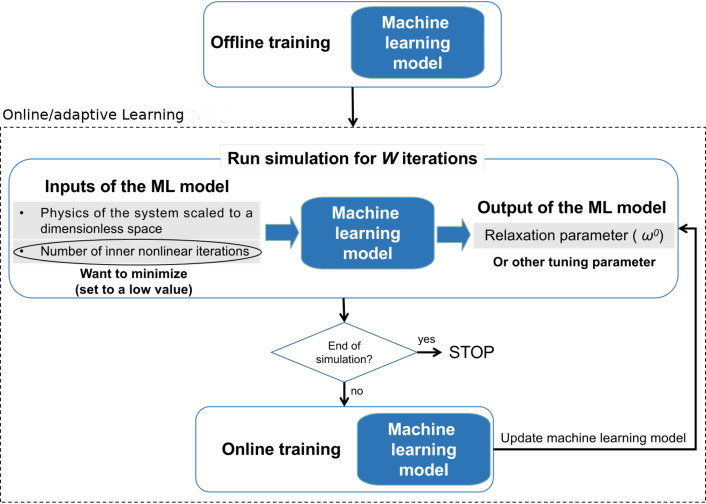 Offline training
Machine
learning
model
Online/adaptive Learning
Run simulation for W iterations
Inputs of the ML model
• Physics of the system scaled to a
dimensionless space
• Number of inner nonlinear iterations
Want to minimize
(set to a low value)
Machine
learning
model
Output of the ML model
Relaxation parameter ( ω⁰)
Or other tuning parameter
End of
simulation?
yes
STOP
no
Online training
Machine
learning
model
Update machine learning model